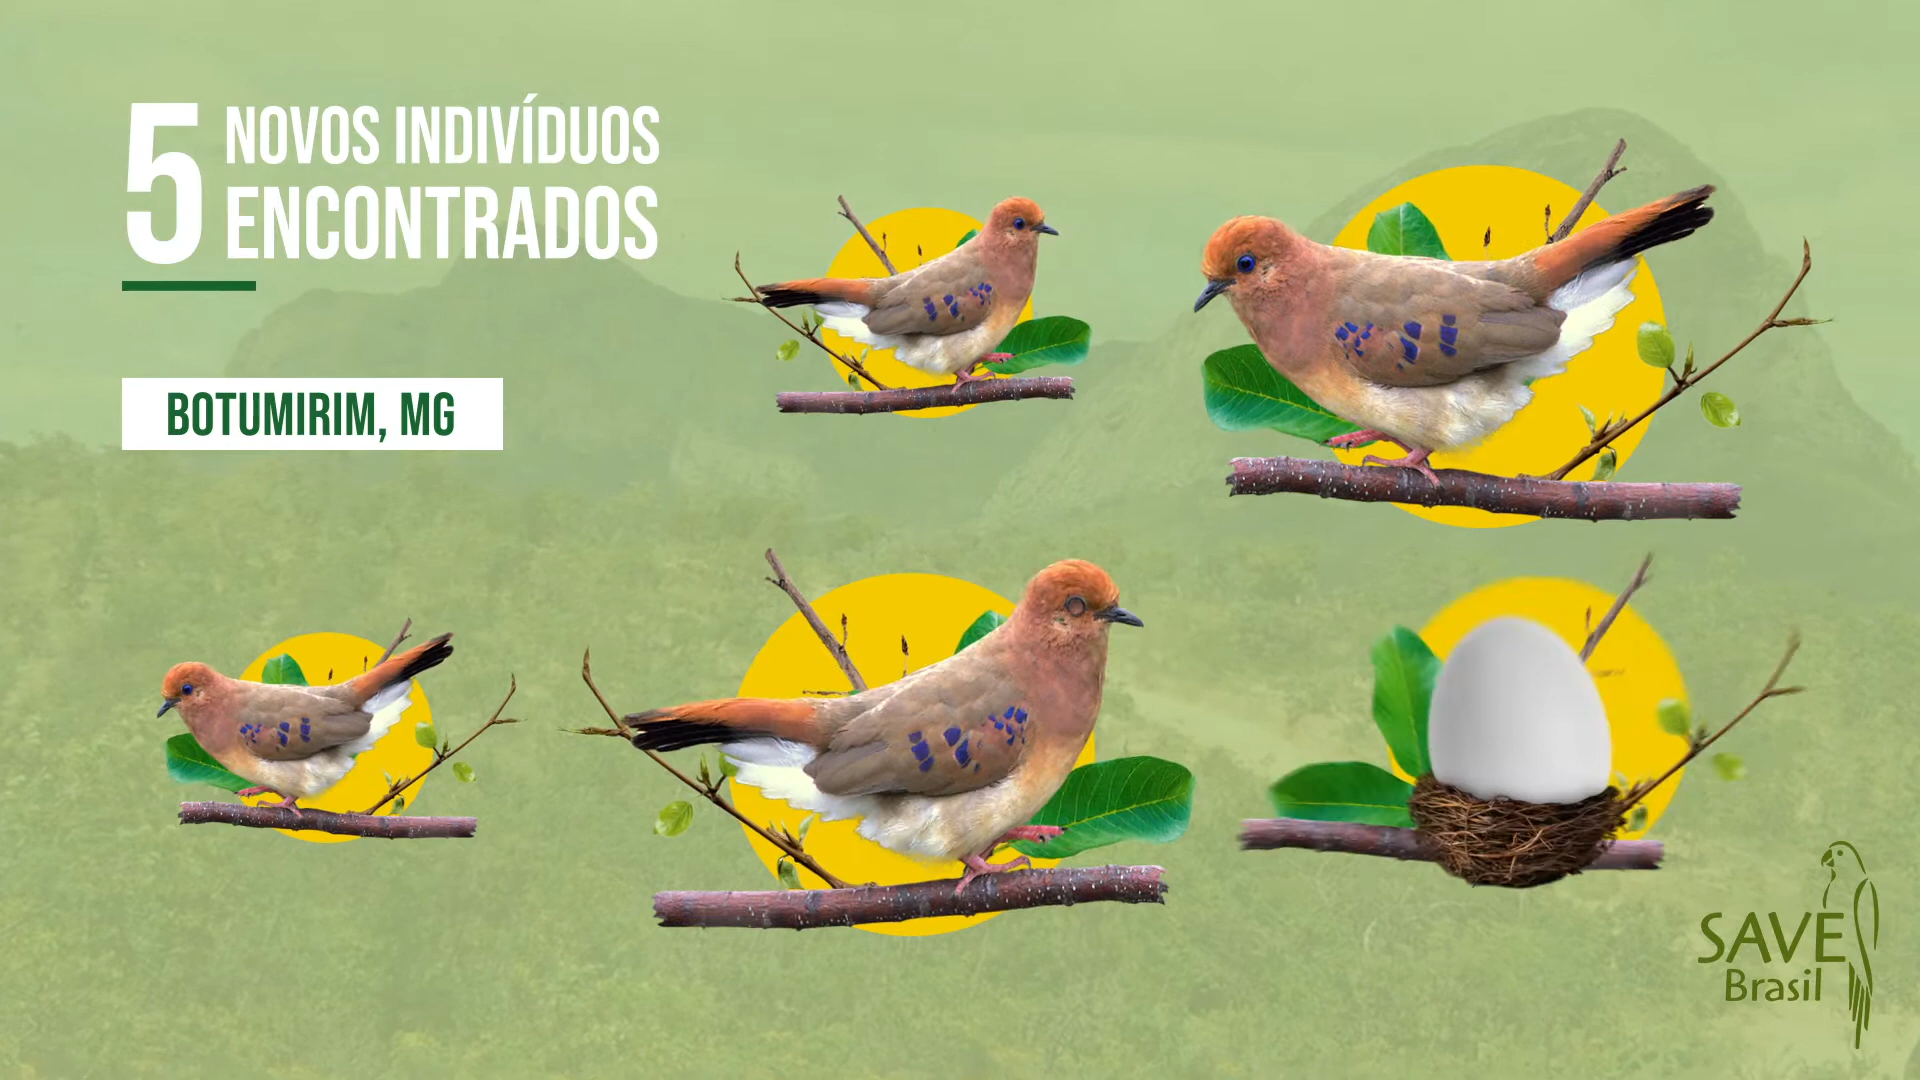 5 NOVOS INDIVÍDUOS
ENCONTRADOS
BOTUMIRIM, MG
SAVE
Brasil